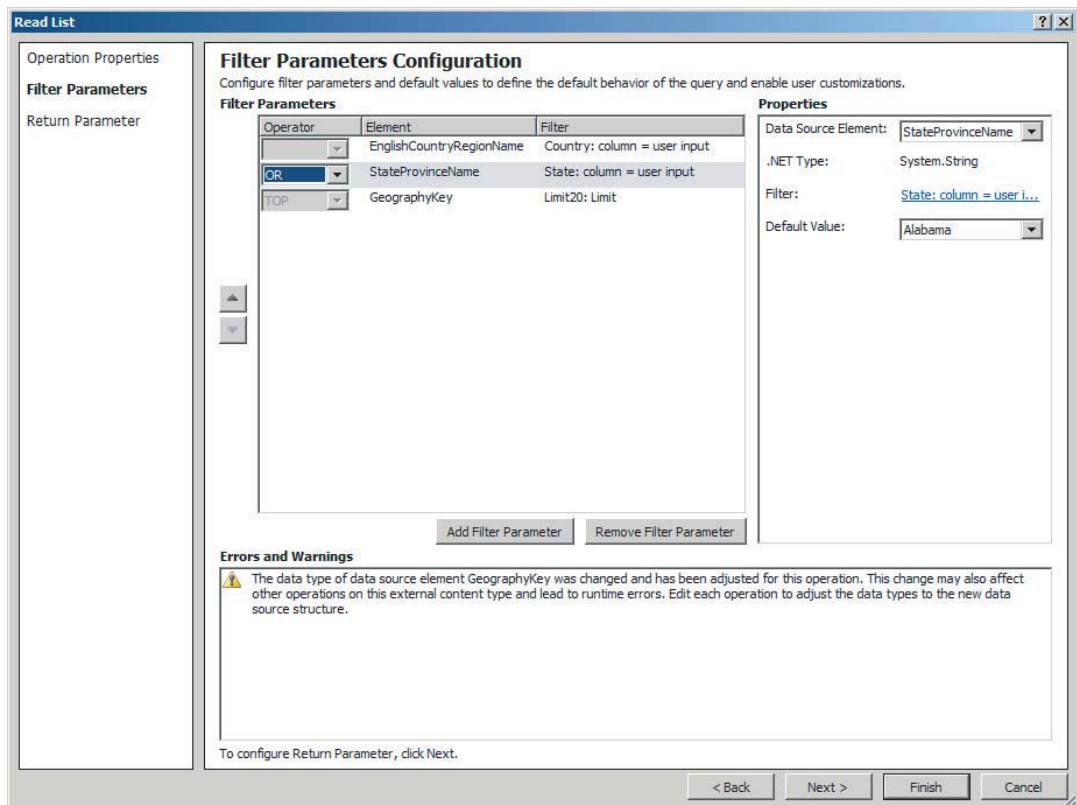 Read List
Operation Properties
Filter Parameters
Return Parameter
Filter Parameters Configuration
Configure filter parameters and default values to define the default behavior of the query and enable user customizations.
Filter Parameters
Operator Element Filter
EnglishCountryRegionName Country: column = user input
OR StateProvinceName State: column = user input
TOP GeographyKey Limit20: Limit
Add Filter Parameter Remove Filter Parameter
Properties
Data Source Element: StateProvinceName
.NET Type: System.String
Filter: State: column = user i...
Default Value: Alabama
Errors and Warnings
The data type of data source element GeographyKey was changed and has been adjusted for this operation. This change may also affect
other operations on this external content type and lead to runtime errors. Edit each operation to adjust the data types to the new data
source structure.
To configure Return Parameter, click Next.
< Back Next > Finish Cancel